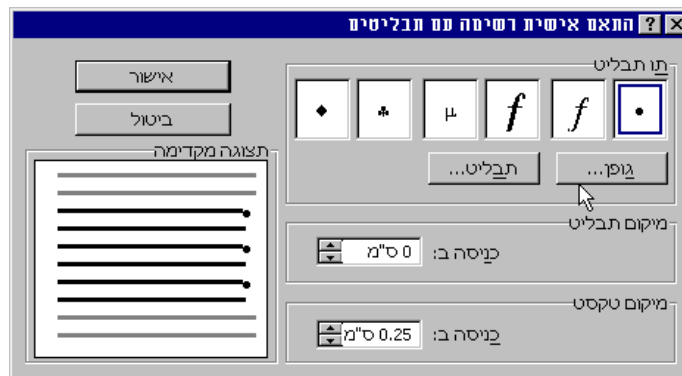 התאם אישית רשימה עם תבליטים
תו תבליט
• f f μ ♣ ♦
גופן...
תבליט...
מיקום תבליט
כניסה ב: 0 ס"מ
מיקום טקסט
כניסה ב: 0.25 ס"מ
אישור
ביטול
תצוגה מקדימה